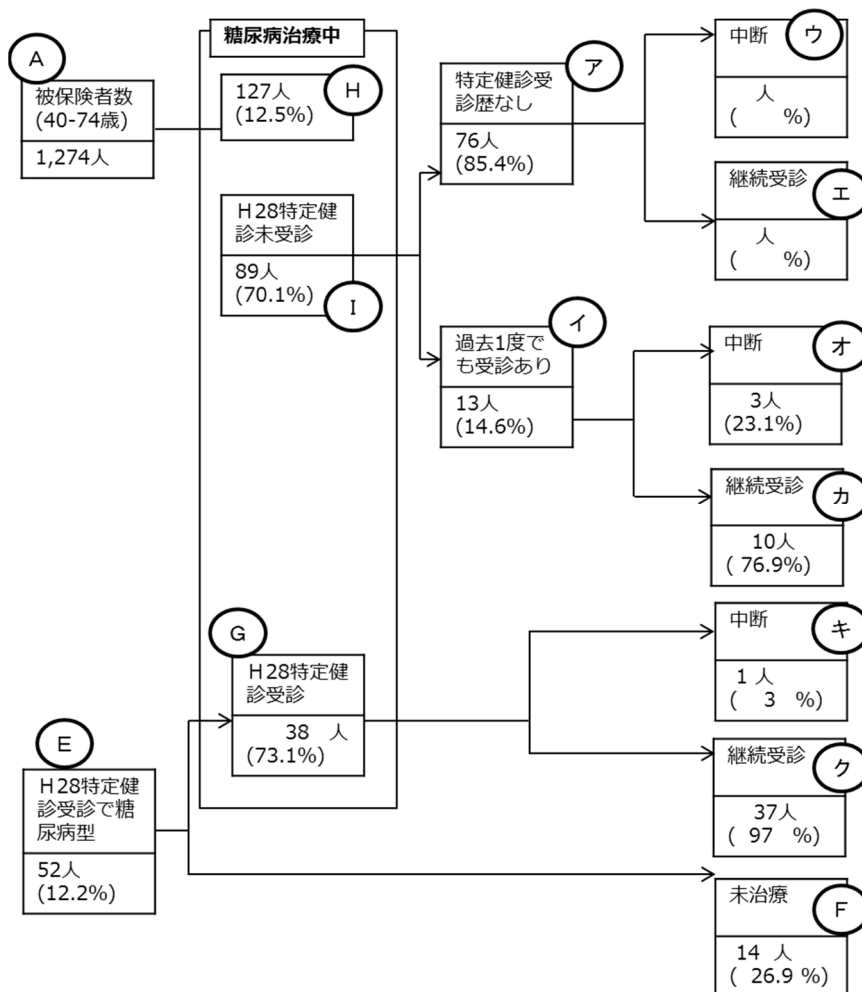 糖尿病治療中
A
被保険者数
(40-74歳)
1,274人
127人
(12.5%)
H
H28特定健
診未受診
89人
(70.1%)
I
特定健診受
診歴なし
76人
(85.4%)
ア
中断
ウ
人
( %)
継続受診
エ
人
( %)
過去1度で
も受診あり
13人
(14.6%)
イ
中断
オ
3人
(23.1%)
継続受診
カ
10人
( 76.9%)
G
H28特定健
診受診
38 人
(73.1%)
中断
キ
1 人
( 3 %)
継続受診
ク
37人
( 97 %)
E
H28特定健
診受診で糖
尿病型
52人
(12.2%)
未治療
F
14 人
( 26.9 %)